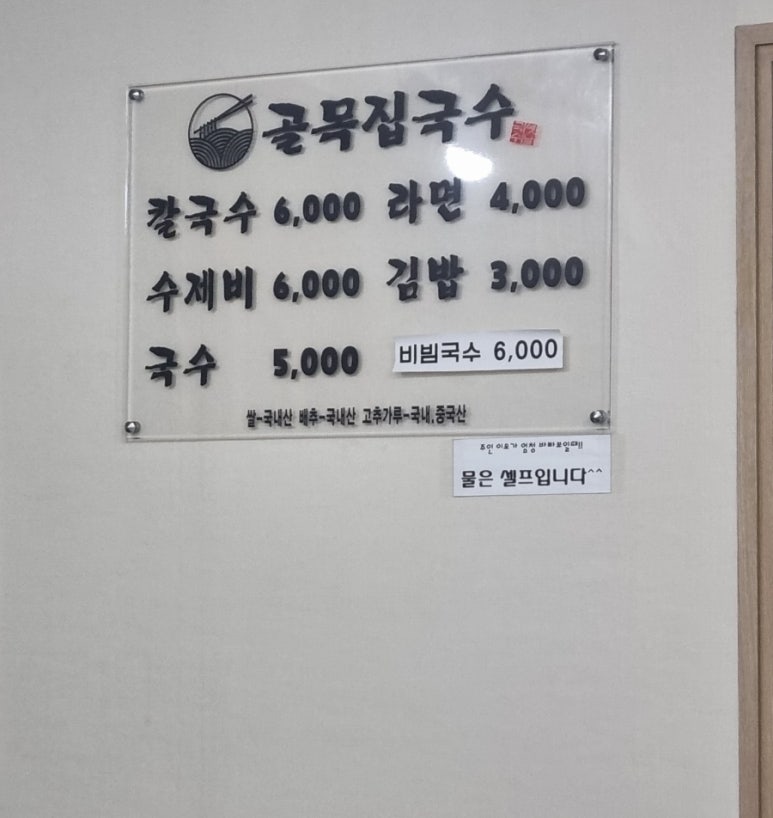 골목집국수
칼국수 6,000 라면 4,000
수제비 6,000 김밥 3,000
국수 5,000 비빔국수 6,000
쌀-국내산 배추-국내산 고추가루-국내,중국산
주인 이모가 엄청 바빠보일때!!
물은 셀프입니다^^